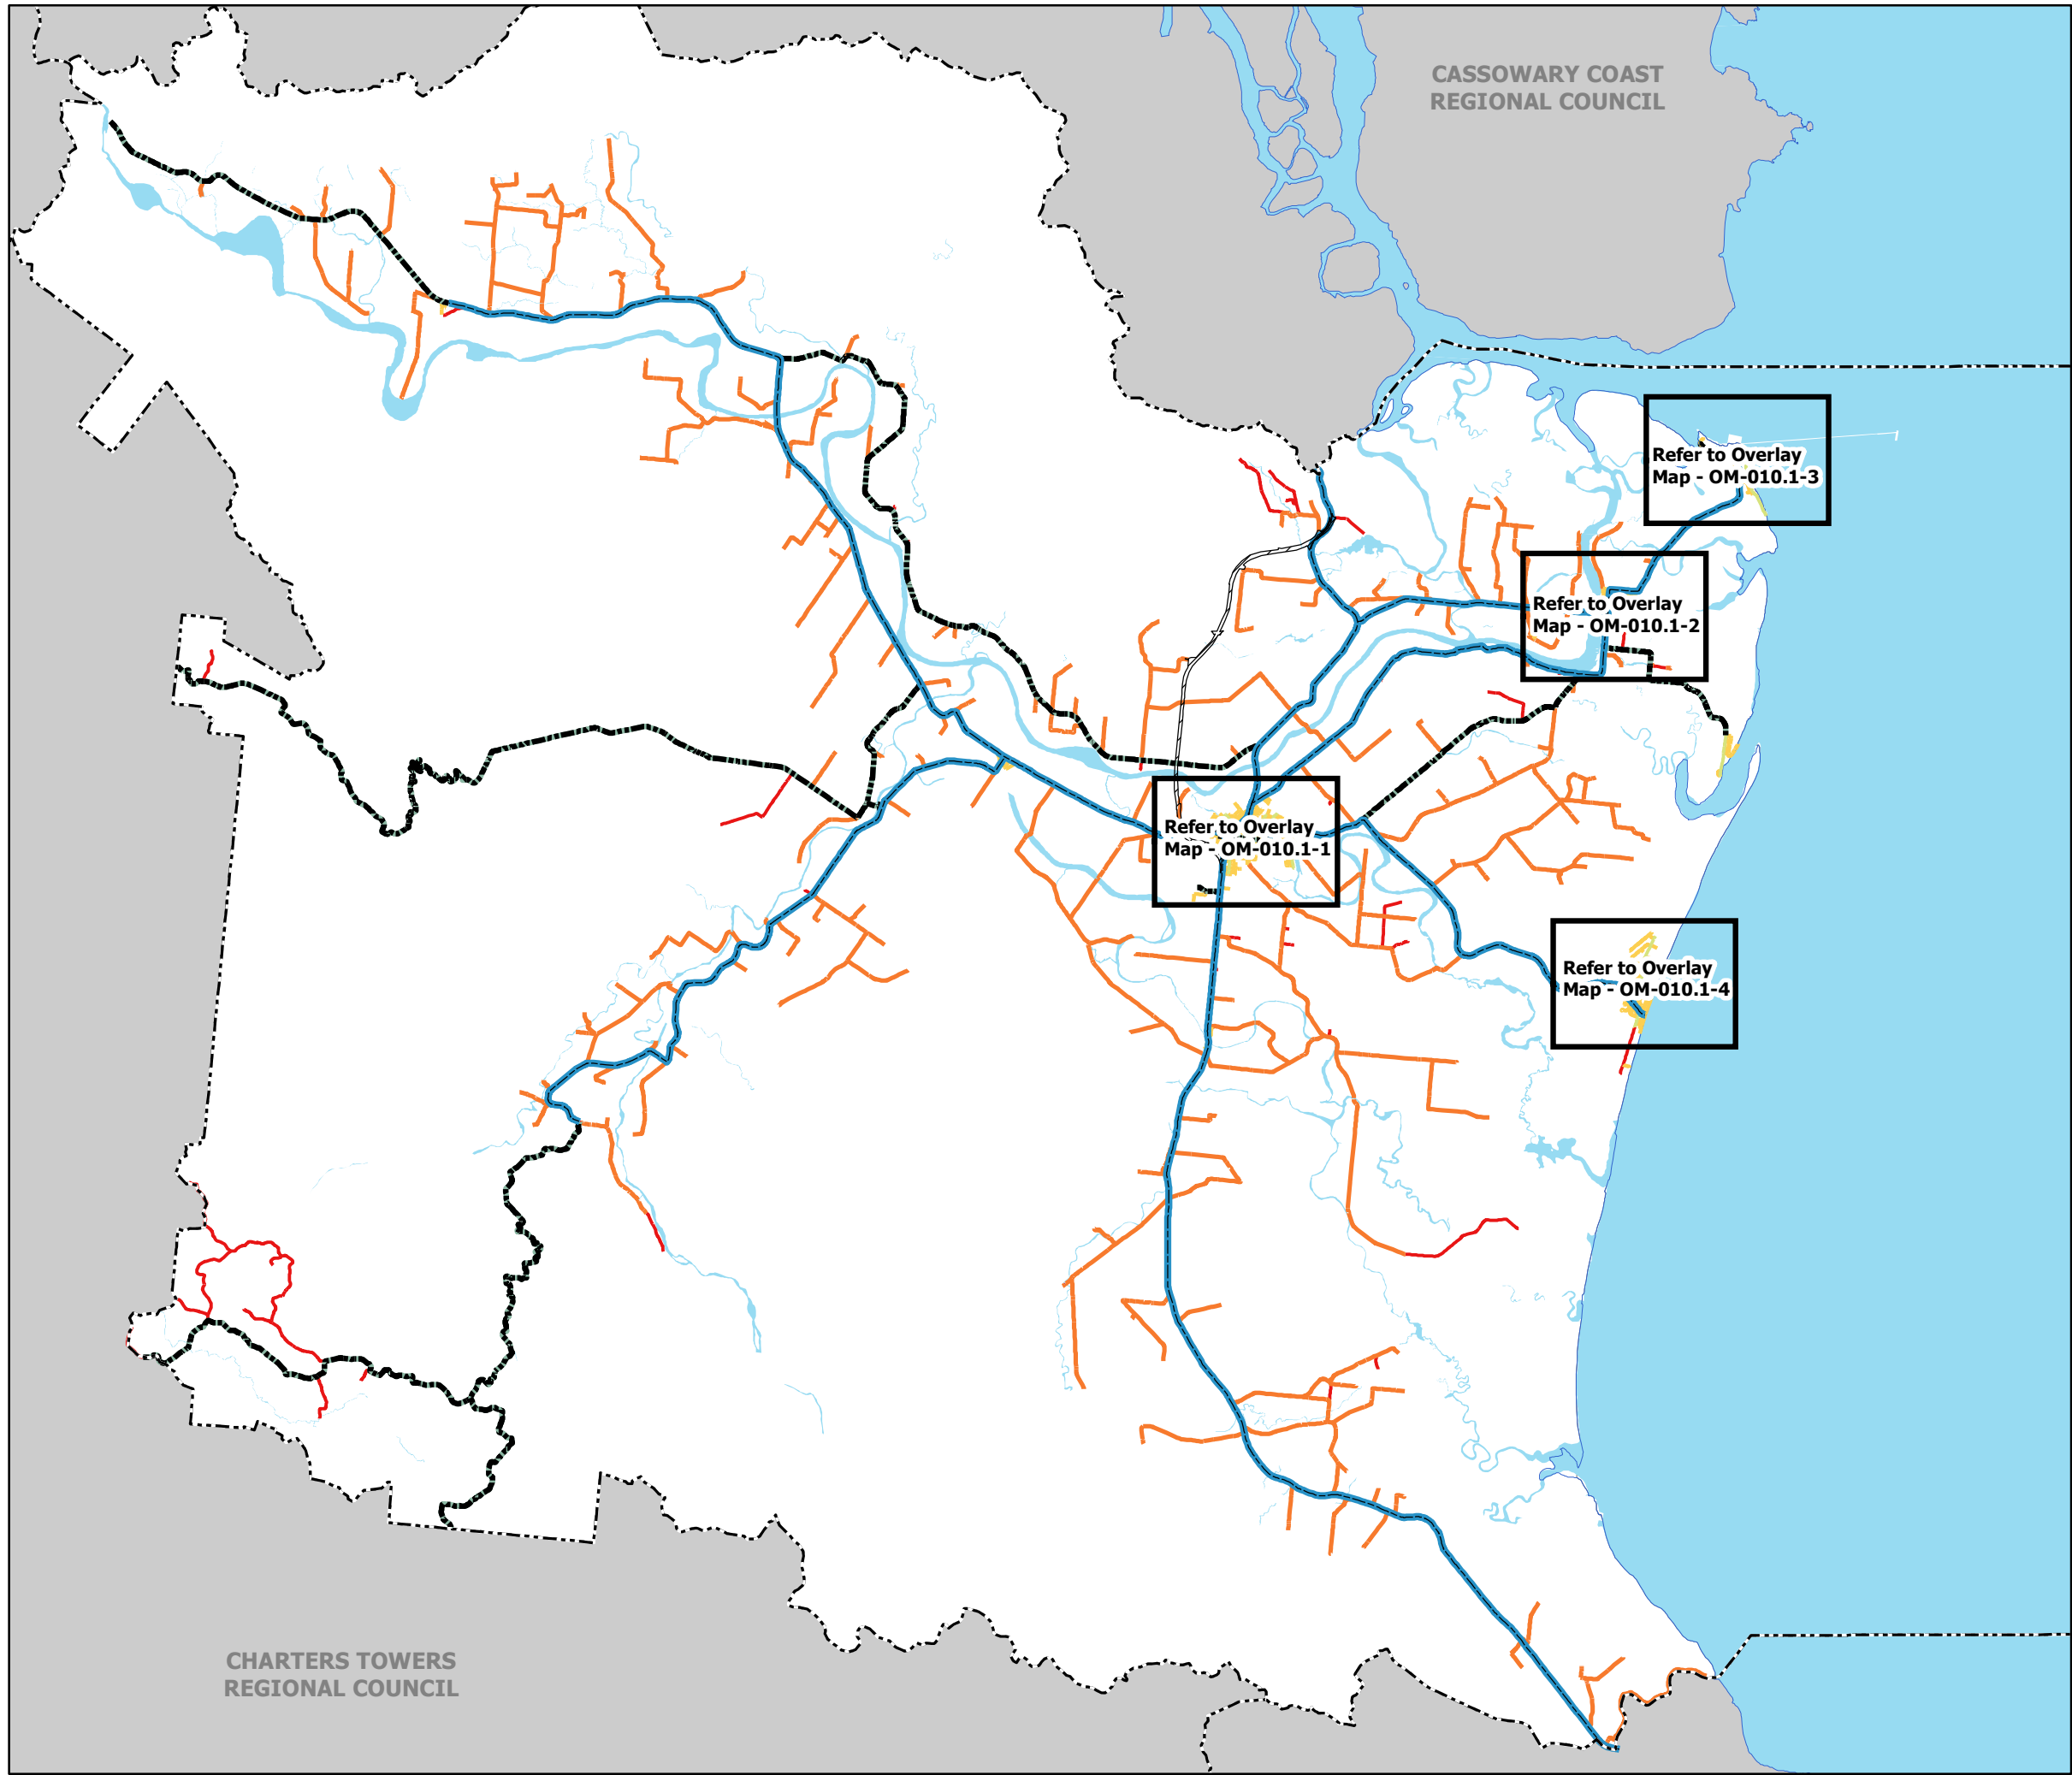 CASSOWARY COAST
REGIONAL COUNCIL
Refer to Overlay
Map - OM-010.1-3
Refer to Overlay
Map - OM-010.1-2
Refer to Overlay
Map - OM-010.1-1
Refer to Overlay
Map - OM-010.1-4
CHARTERS TOWERS
REGIONAL COUNCIL